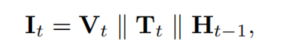 I_t = V_t ∥ T_t ∥ H_{t−1},